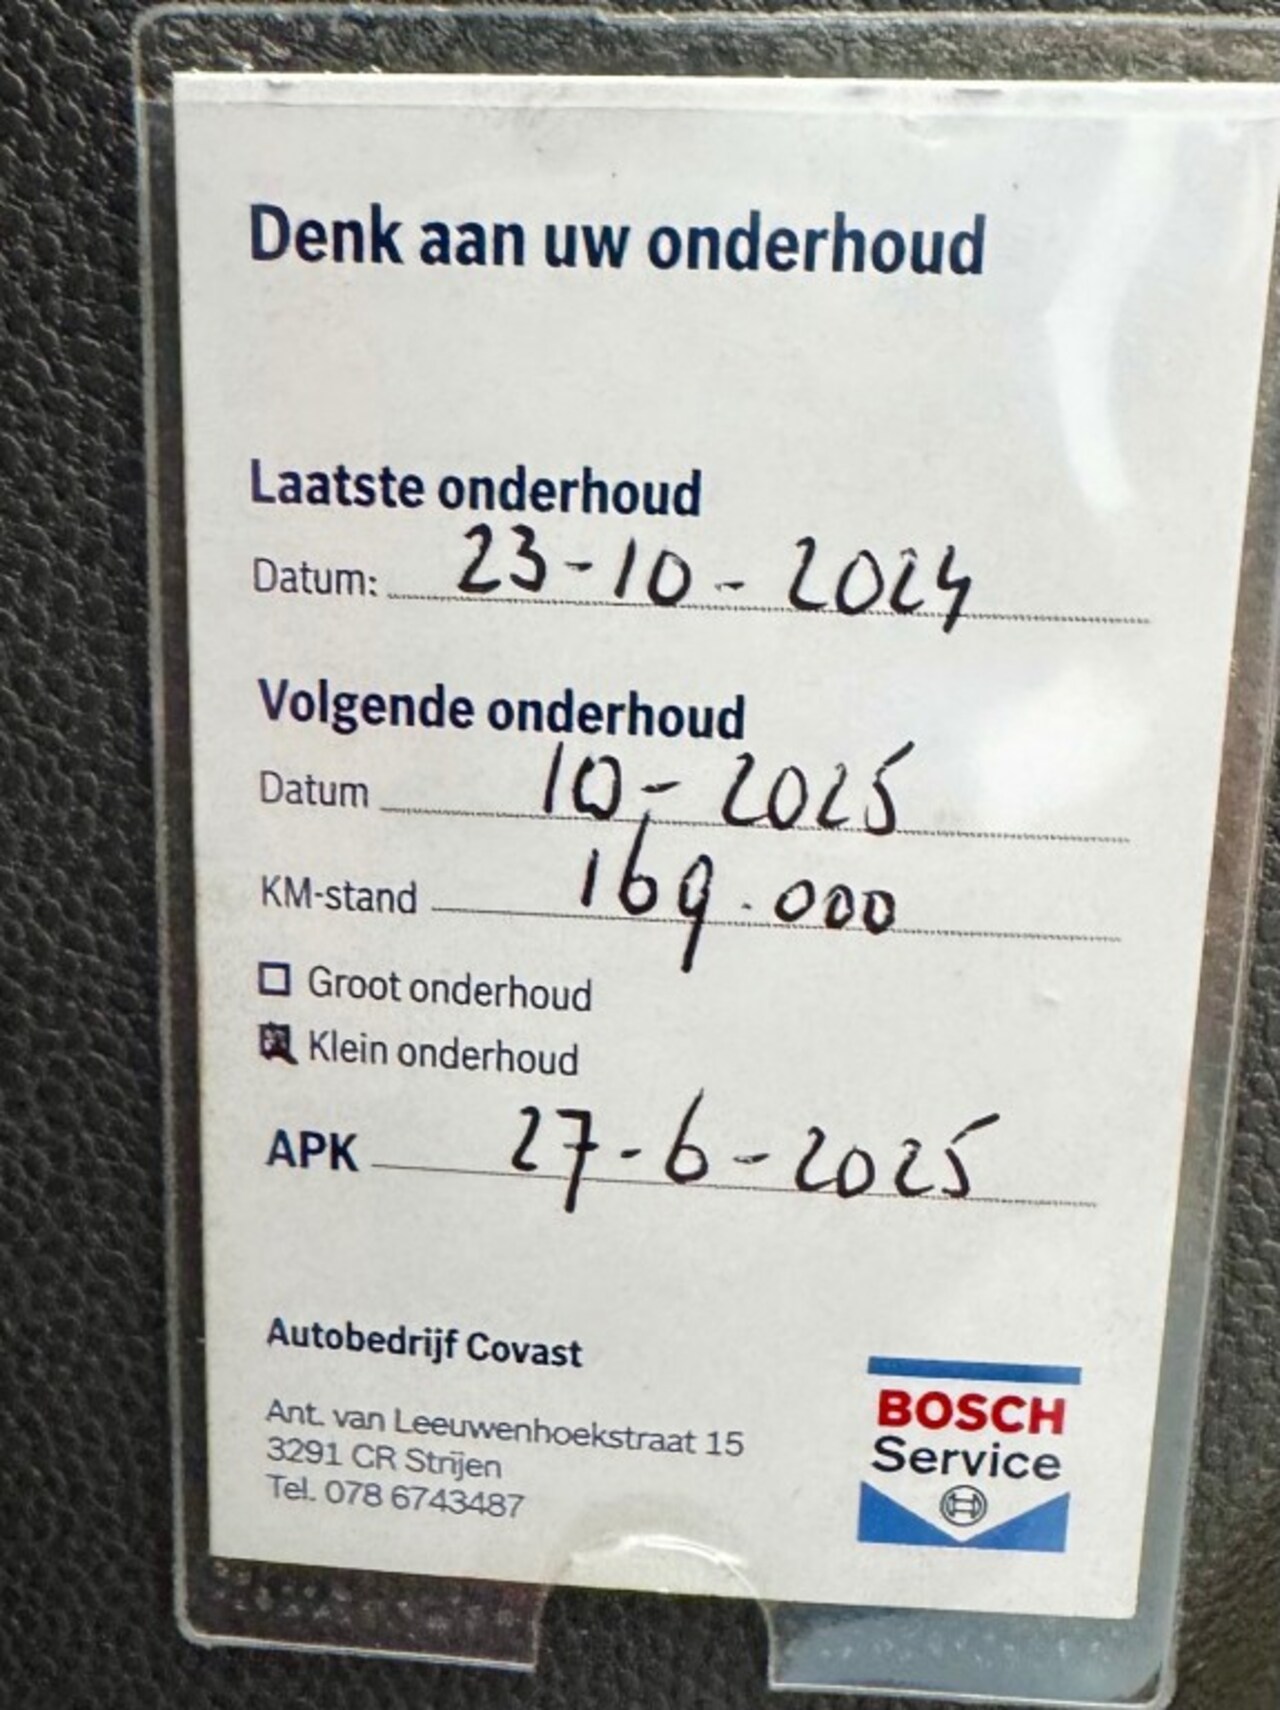 Denk aan uw onderhoud
Laatste onderhoud
Datum: 23-10-2024
Volgende onderhoud
Datum 10-2025
KM-stand 169.000
Groot onderhoud
Klein onderhoud
APK 27-6-2025
Autobedrijf Covast
Ant. van Leeuwenhoekstraat 15
3291 CR Strijen
Tel. 078 6743487
BOSCH
Service